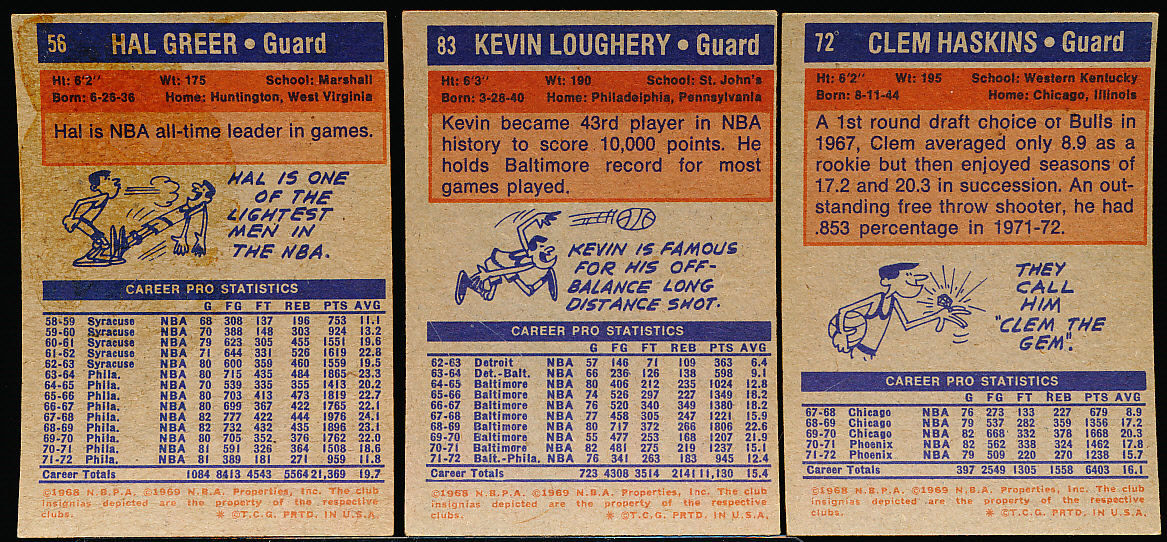 56 HAL GREER • Guard
Ht: 6'2" Wt: 175 School: Marshall
Born: 6-26-36 Home: Huntington, West Virginia
Hal is NBA all-time leader in games.
HAL IS ONE
OF THE
LIGHTEST
MEN IN
THE NBA.
CAREER PRO STATISTICS
G FG FT REB PTS AVG
58-59 Syracuse NBA 68 308 137 196 753 11.1
59-60 Syracuse NBA 70 388 148 303 924 13.2
60-61 Syracuse NBA 79 623 305 455 1551 19.6
61-62 Syracuse NBA 71 644 331 526 1619 22.8
62-63 Syracuse NBA 80 600 359 460 1559 19.5
63-64 Phila. NBA 80 715 435 484 1865 23.3
64-65 Phila. NBA 70 539 335 355 1413 20.2
65-66 Phila. NBA 80 703 413 473 1819 22.7
66-67 Phila. NBA 80 699 367 422 1765 22.1
67-68 Phila. NBA 82 777 422 444 1976 24.1
68-69 Phila. NBA 82 732 432 435 1896 23.1
69-70 Phila. NBA 80 705 352 376 1762 22.0
70-71 Phila. NBA 81 591 326 364 1508 18.6
71-72 Phila. NBA 81 389 181 271 959 11.8
Career Totals 1084 8413 4543 5564 21,369 19.7
©1968 N.B.P.A. ©1969 N.B.A. Properties, Inc. The club
insignias depicted are the property of the respective
clubs. * ©T.C.G. PRTD. IN U.S.A.
83 KEVIN LOUGHERY • Guard
Ht: 6'3" Wt: 190 School: St. John's
Born: 3-28-40 Home: Philadelphia, Pennsylvania
Kevin became 43rd player in NBA
history to score 10,000 points. He
holds Baltimore record for most
games played.
KEVIN IS FAMOUS
FOR HIS OFF-
BALANCE LONG
DISTANCE SHOT.
CAREER PRO STATISTICS
G FG FT REB PTS AVG
62-63 Detroit NBA 57 146 71 109 363 6.4
63-64 Det.-Balt. NBA 66 236 126 138 598 9.1
64-65 Baltimore NBA 80 406 212 235 1024 12.8
65-66 Baltimore NBA 74 526 297 227 1349 18.2
66-67 Baltimore NBA 76 520 340 349 1380 18.2
67-68 Baltimore NBA 77 458 305 247 1221 15.9
68-69 Baltimore NBA 80 717 372 266 1806 22.6
69-70 Baltimore NBA 55 477 253 168 1207 21.9
70-71 Baltimore NBA 82 481 275 219 1237 15.1
71-72 Balt.-Phila. NBA 76 341 263 183 945 12.4
Career Totals 723 4308 3514 2141 11,130 15.4
©1968 N.B.P.A. ©1969 N.B.A. Properties, Inc. The club
insignias depicted are the property of the respective
clubs. * ©T.C.G. PRTD. IN U.S.A.
72 CLEM HASKINS • Guard
Ht: 6'2" Wt: 195 School: Western Kentucky
Born: 8-11-44 Home: Chicago, Illinois
A 1st round draft choice of Bulls in
1967, Clem averaged only 8.9 as a
rookie but then enjoyed seasons of
17.2 and 20.3 in succession. An out-
standing free throw shooter, he had
.853 percentage in 1971-72.
THEY
CALL
HIM
"CLEM THE
GEM".
CAREER PRO STATISTICS
G FG FT REB PTS AVG
67-68 Chicago NBA 76 273 133 227 679 8.9
68-69 Chicago NBA 79 537 282 359 1356 17.2
69-70 Chicago NBA 82 668 332 378 1668 20.3
70-71 Phoenix NBA 82 562 338 324 1462 17.8
71-72 Phoenix NBA 79 509 220 270 1238 15.7
Career Totals 397 2549 1305 1558 6403 16.1
©1968 N.B.P.A. ©1969 N.B.A. Properties, Inc. The club
insignias depicted are the property of the respective
clubs. * ©T.C.G. PRTD. IN U.S.A.